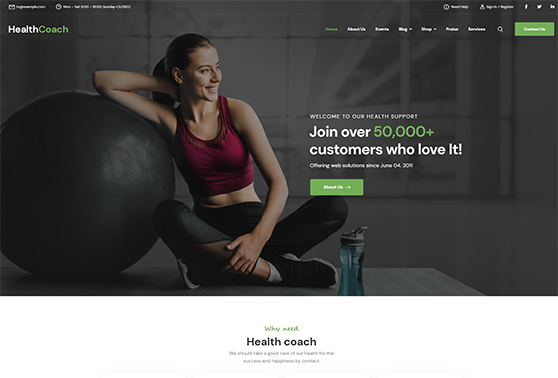 su@example.com Mon - Sat 8:00 - 18:00, Sunday-CLOSED Need Help Sign In / Register
HealthCoach Home About Us Events Blog Shop Praise Services Contact Us
WELCOME TO OUR HEALTH SUPPORT
Join over 50,000+
customers who love It!
Offering web solutions since June 04. 2011
About Us
Why need
Health coach
We should take a good care of our health for the
success and happiness by contact.